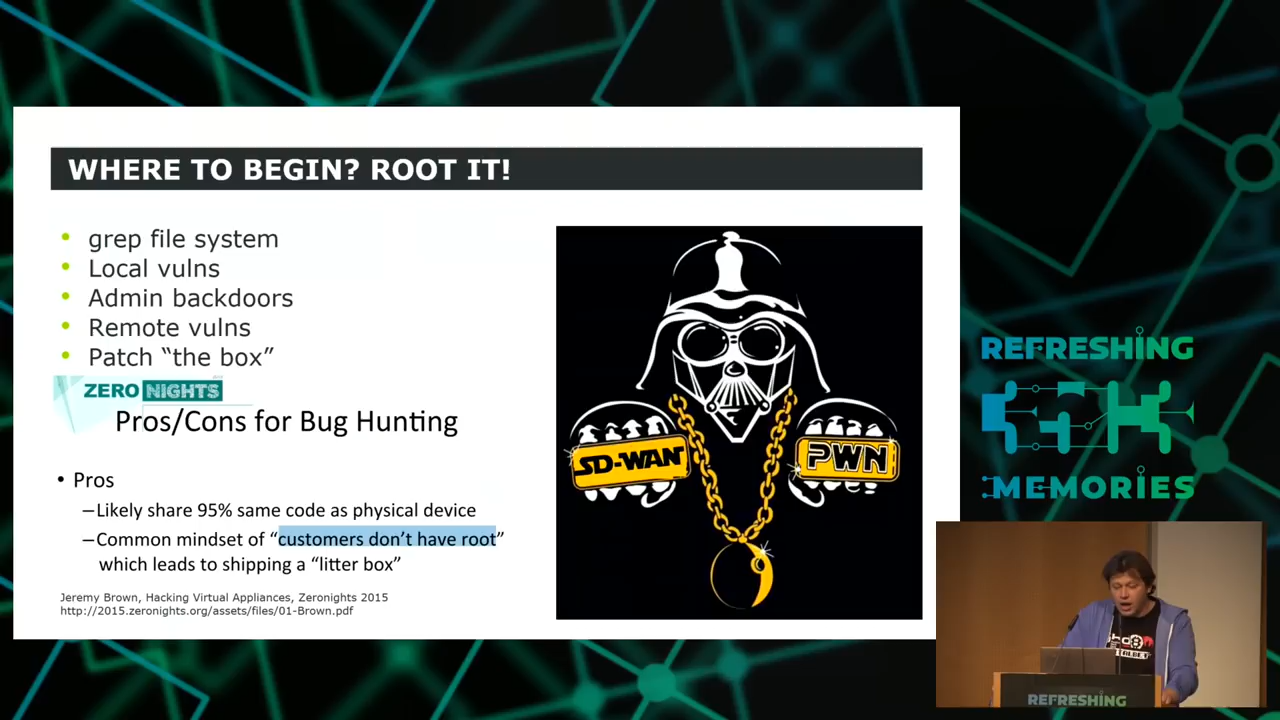 WHERE TO BEGIN? ROOT IT!
• grep file system
• Local vulns
• Admin backdoors
• Remote vulns
• Patch “the box”
ZERO NIGHTS
Pros/Cons for Bug Hunting
• Pros
–Likely share 95% same code as physical device
–Common mindset of “customers don’t have root”
which leads to shipping a “litter box”
Jeremy Brown, Hacking Virtual Appliances, Zeronights 2015
http://2015.zeronights.org/assets/files/01-Brown.pdf
SD-WAN
PWN
REFRESHING
MEMORIES
REFRESHING